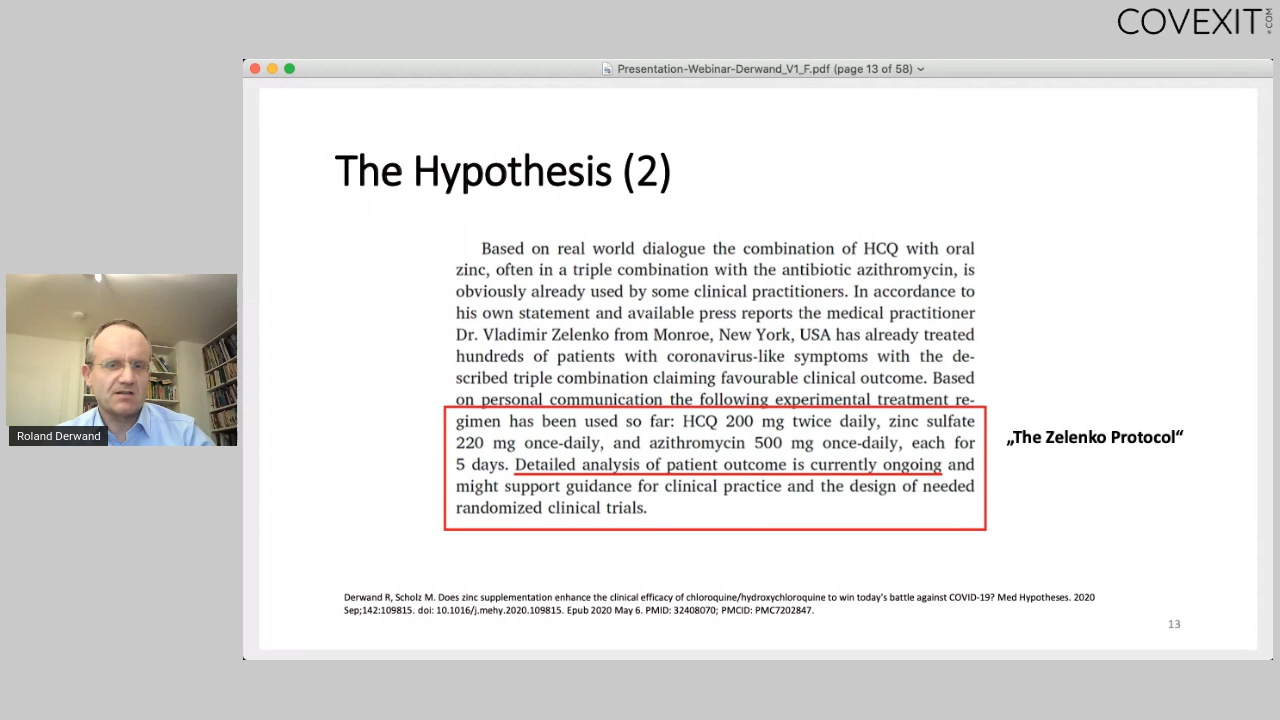 COVEXIT.COM
Presentation-Webinar-Derwand_V1_F.pdf (page 13 of 58)
The Hypothesis (2)
Based on real world dialogue the combination of HCQ with oral
zinc, often in a triple combination with the antibiotic azithromycin, is
obviously already used by some clinical practitioners. In accordance to
his own statement and available press reports the medical practitioner
Dr. Vladimir Zelenko from Monroe, New York, USA has already treated
hundreds of patients with coronavirus-like symptoms with the de-
scribed triple combination claiming favourable clinical outcome. Based
on personal communication the following experimental treatment re-
gimen has been used so far: HCQ 200 mg twice daily, zinc sulfate
220 mg once-daily, and azithromycin 500 mg once-daily, each for
5 days. Detailed analysis of patient outcome is currently ongoing and
might support guidance for clinical practice and the design of needed
randomized clinical trials.
„The Zelenko Protocol“
Roland Derwand
Derwand R, Scholz M. Does zinc supplementation enhance the clinical efficacy of chloroquine/hydroxychloroquine to win today's battle against COVID-19? Med Hypotheses. 2020
Sep;142:109815. doi: 10.1016/j.mehy.2020.109815. Epub 2020 May 6. PMID: 32408070; PMCID: PMC7202847.
13